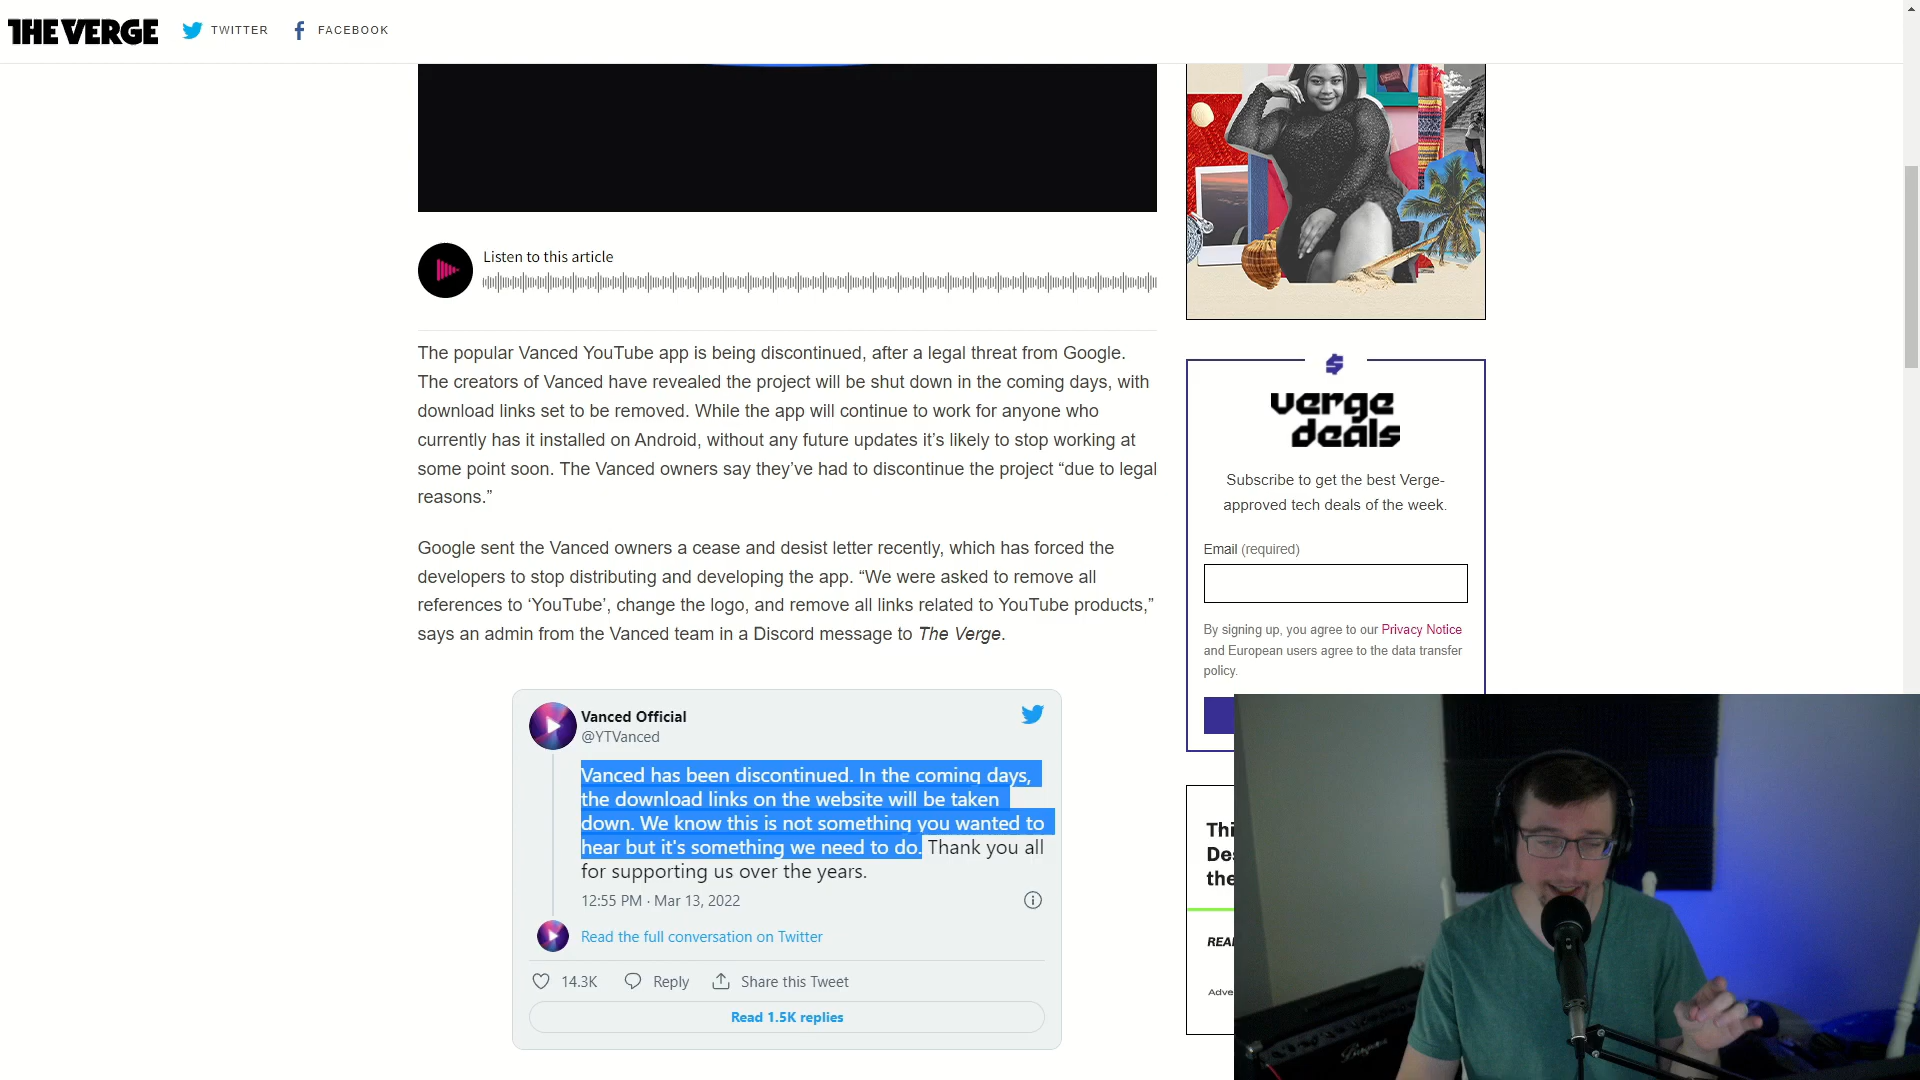 THE VERGE
TWITTER
FACEBOOK
Listen to this article
The popular Vanced YouTube app is being discontinued, after a legal threat from Google.
The creators of Vanced have revealed the project will be shut down in the coming days, with
download links set to be removed. While the app will continue to work for anyone who
currently has it installed on Android, without any future updates it’s likely to stop working at
some point soon. The Vanced owners say they’ve had to discontinue the project “due to legal
reasons.”
Google sent the Vanced owners a cease and desist letter recently, which has forced the
developers to stop distributing and developing the app. “We were asked to remove all
references to ‘YouTube’, change the logo, and remove all links related to YouTube products,”
says an admin from the Vanced team in a Discord message to The Verge.
Vanced Official
@YTVanced
Vanced has been discontinued. In the coming days,
the download links on the website will be taken
down. We know this is not something you wanted to
hear but it's something we need to do. Thank you all
for supporting us over the years.
12:55 PM · Mar 13, 2022
Read the full conversation on Twitter
14.3K
Reply
Share this Tweet
Read 1.5K replies
verge
deals
Subscribe to get the best Verge-
approved tech deals of the week.
Email (required)
By signing up, you agree to our Privacy Notice
and European users agree to the data transfer
policy.
the